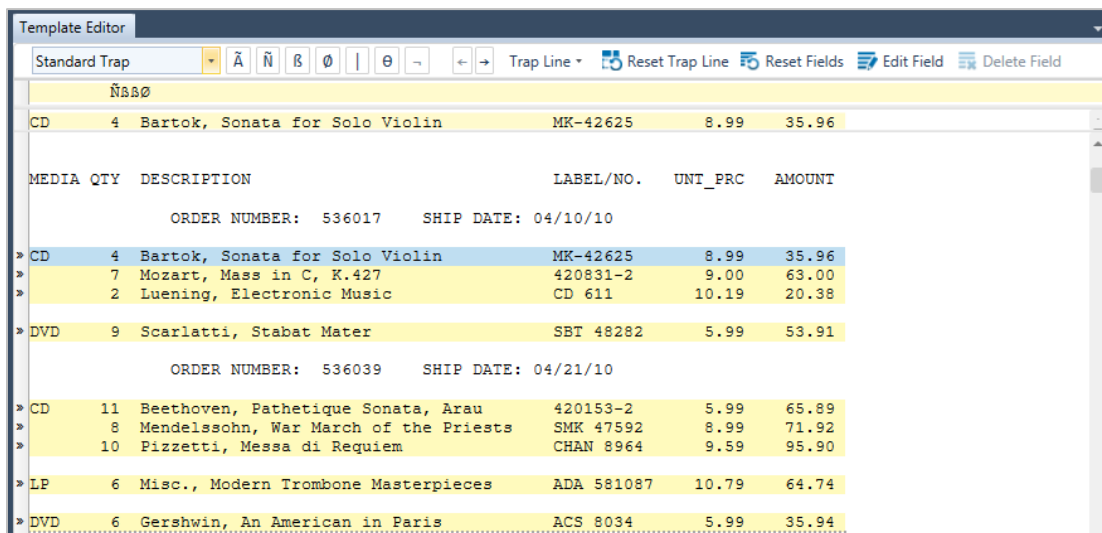 Template Editor
Standard Trap Ã Ñ ß Ø | Ɵ ¬ ← → Trap Line Reset Trap Line Reset Fields Edit Field Delete Field
ÑßßØ
CD 4 Bartok, Sonata for Solo Violin MK-42625 8.99 35.96
MEDIA QTY DESCRIPTION LABEL/NO. UNT_PRC AMOUNT
ORDER NUMBER: 536017 SHIP DATE: 04/10/10
» CD 4 Bartok, Sonata for Solo Violin MK-42625 8.99 35.96
» 7 Mozart, Mass in C, K.427 420831-2 9.00 63.00
» 2 Luening, Electronic Music CD 611 10.19 20.38
» DVD 9 Scarlatti, Stabat Mater SBT 48282 5.99 53.91
ORDER NUMBER: 536039 SHIP DATE: 04/21/10
» CD 11 Beethoven, Pathetique Sonata, Arau 420153-2 5.99 65.89
» 8 Mendelssohn, War March of the Priests SMK 47592 8.99 71.92
» 10 Pizzetti, Messa di Requiem CHAN 8964 9.59 95.90
» LP 6 Misc., Modern Trombone Masterpieces ADA 581087 10.79 64.74
» DVD 6 Gershwin, An American in Paris ACS 8034 5.99 35.94